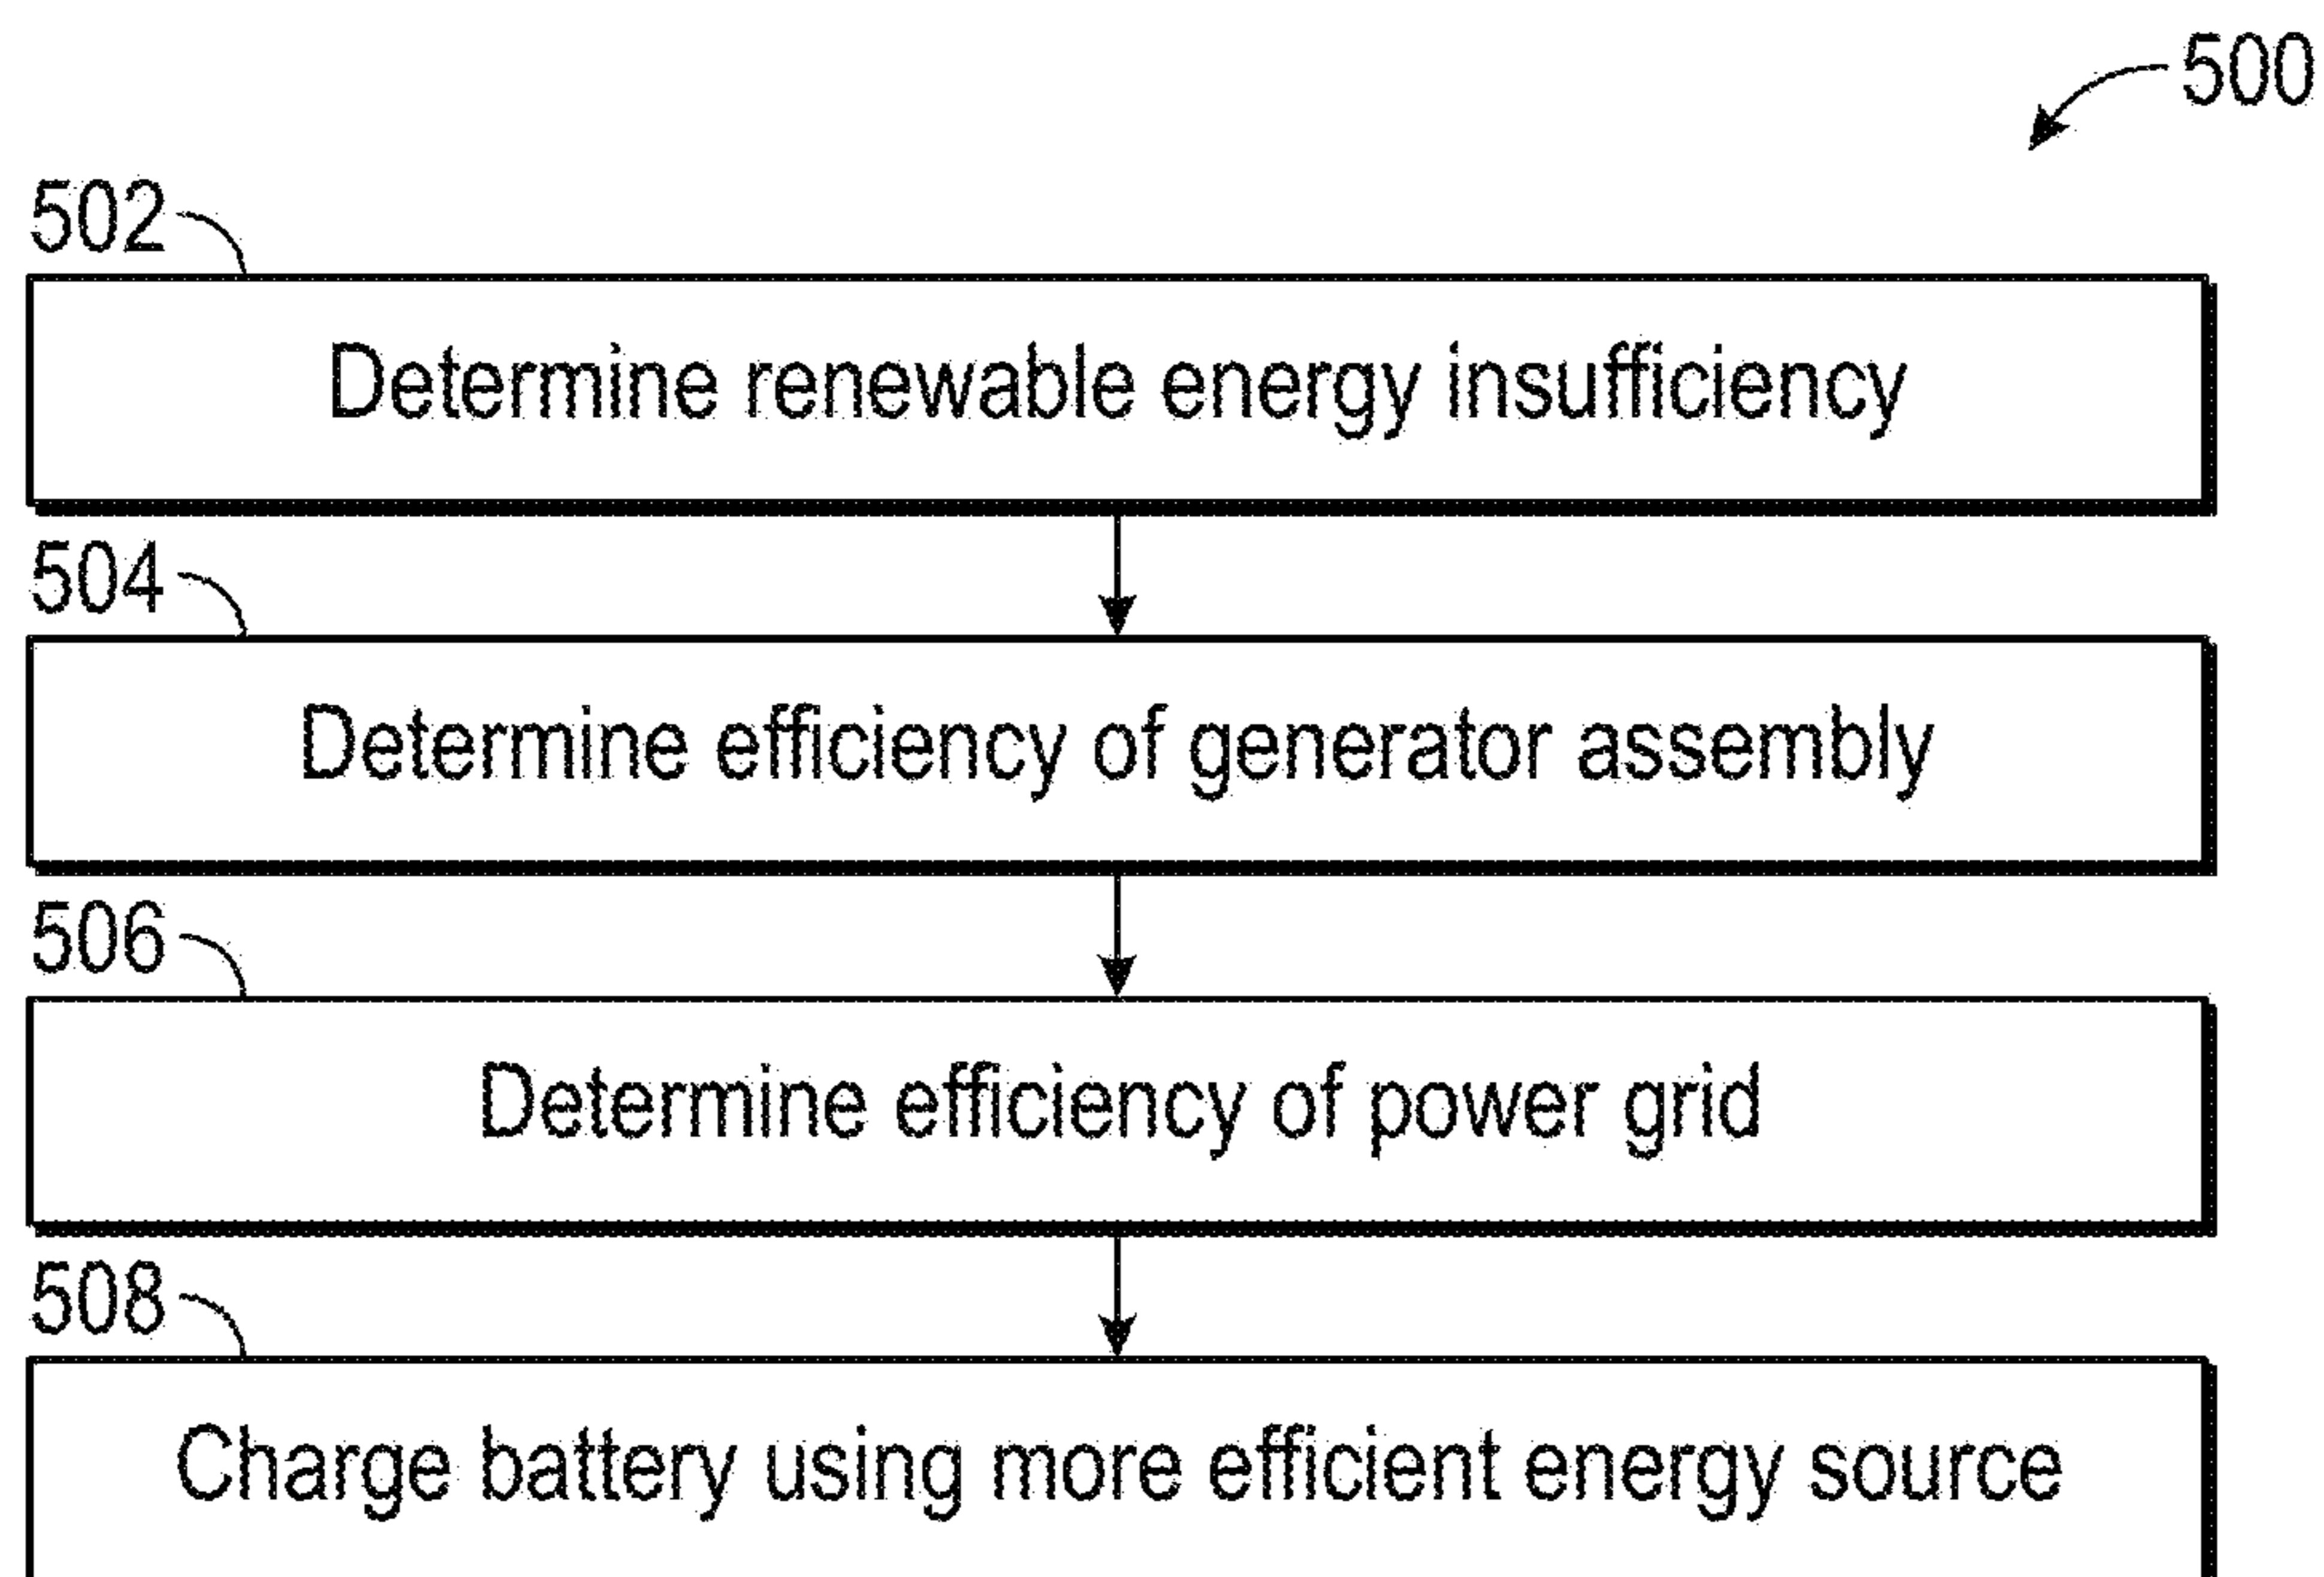 500
502
Determine renewable energy insufficiency
504
Determine efficiency of generator assembly
506
Determine efficiency of power grid
508
Charge battery using more efficient energy source